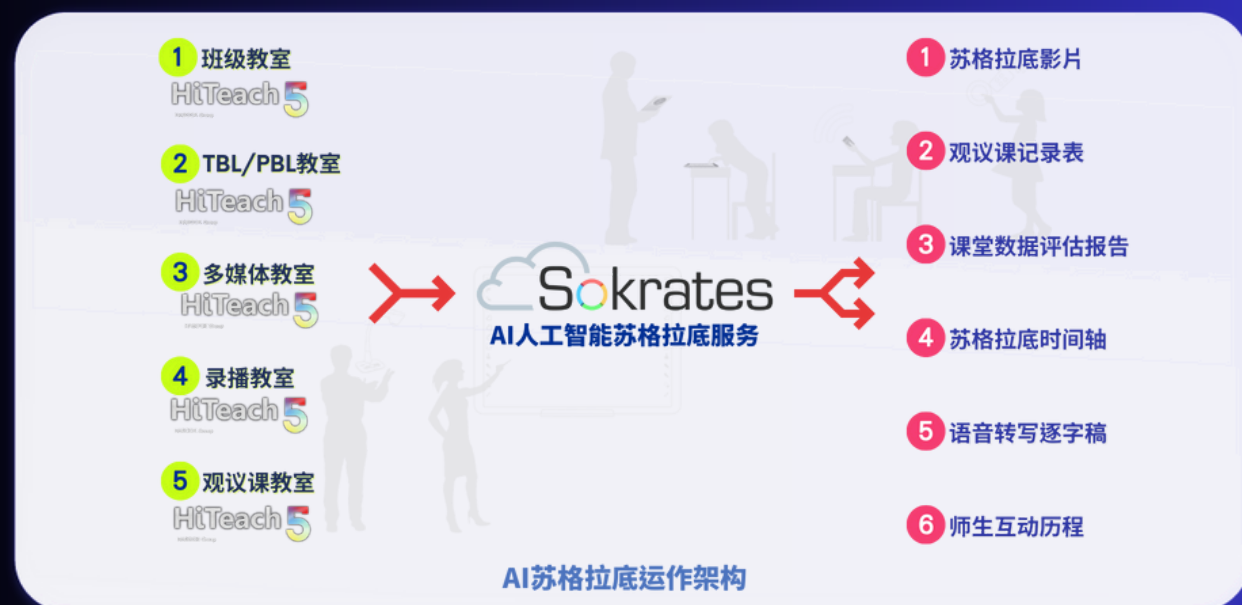 1 班级教室
HiTeach 5
2 TBL/PBL教室
HiTeach 5
3 多媒体教室
HiTeach 5
4 录播教室
HiTeach 5
5 观议课教室
HiTeach 5
Sokrates
AI人工智能苏格拉底服务
1 苏格拉底影片
2 观议课记录表
3 课堂数据评估报告
4 苏格拉底时间轴
5 语音转写逐字稿
6 师生互动历程
AI苏格拉底运作架构